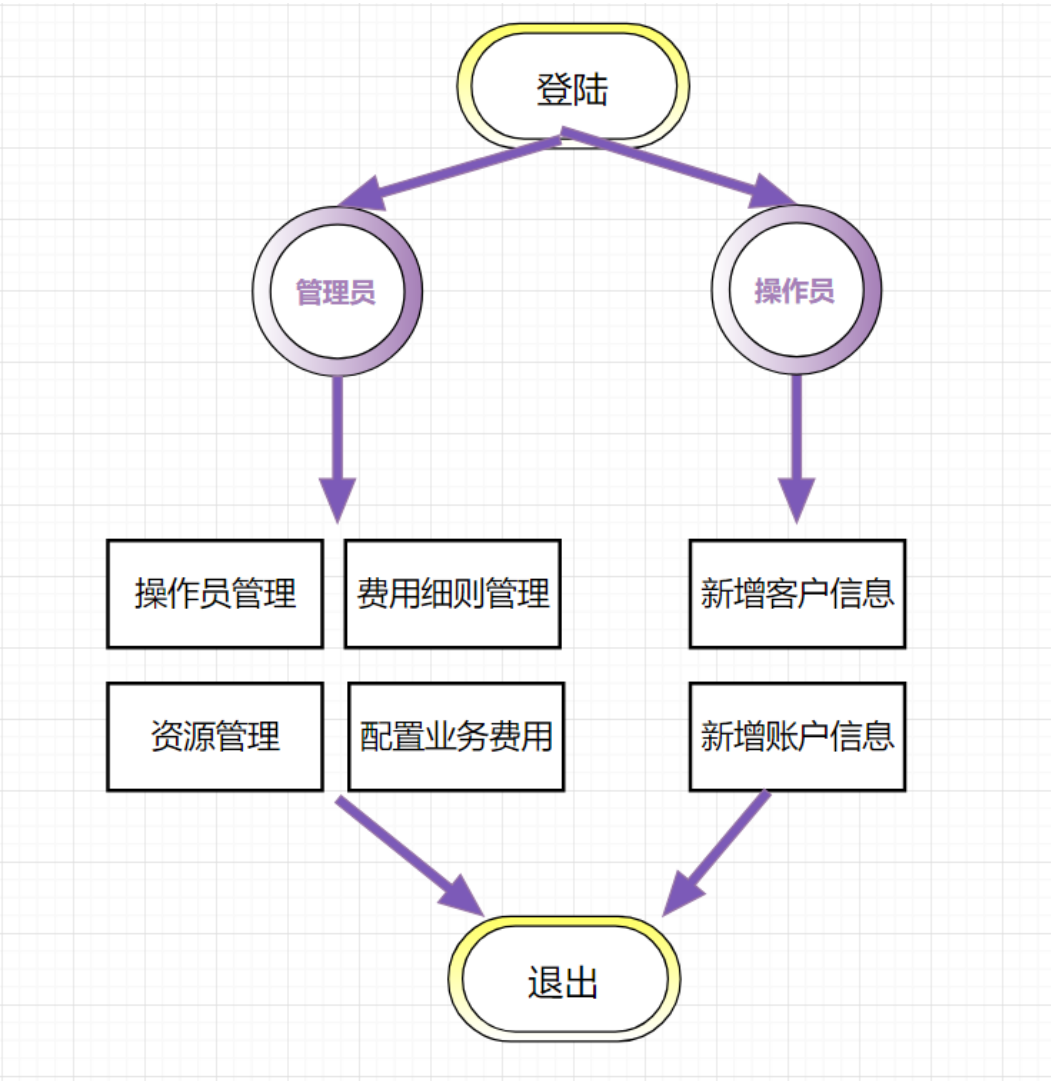 登陆
管理员
操作员
操作员管理
费用细则管理
新增客户信息
资源管理
配置业务费用
新增账户信息
退出